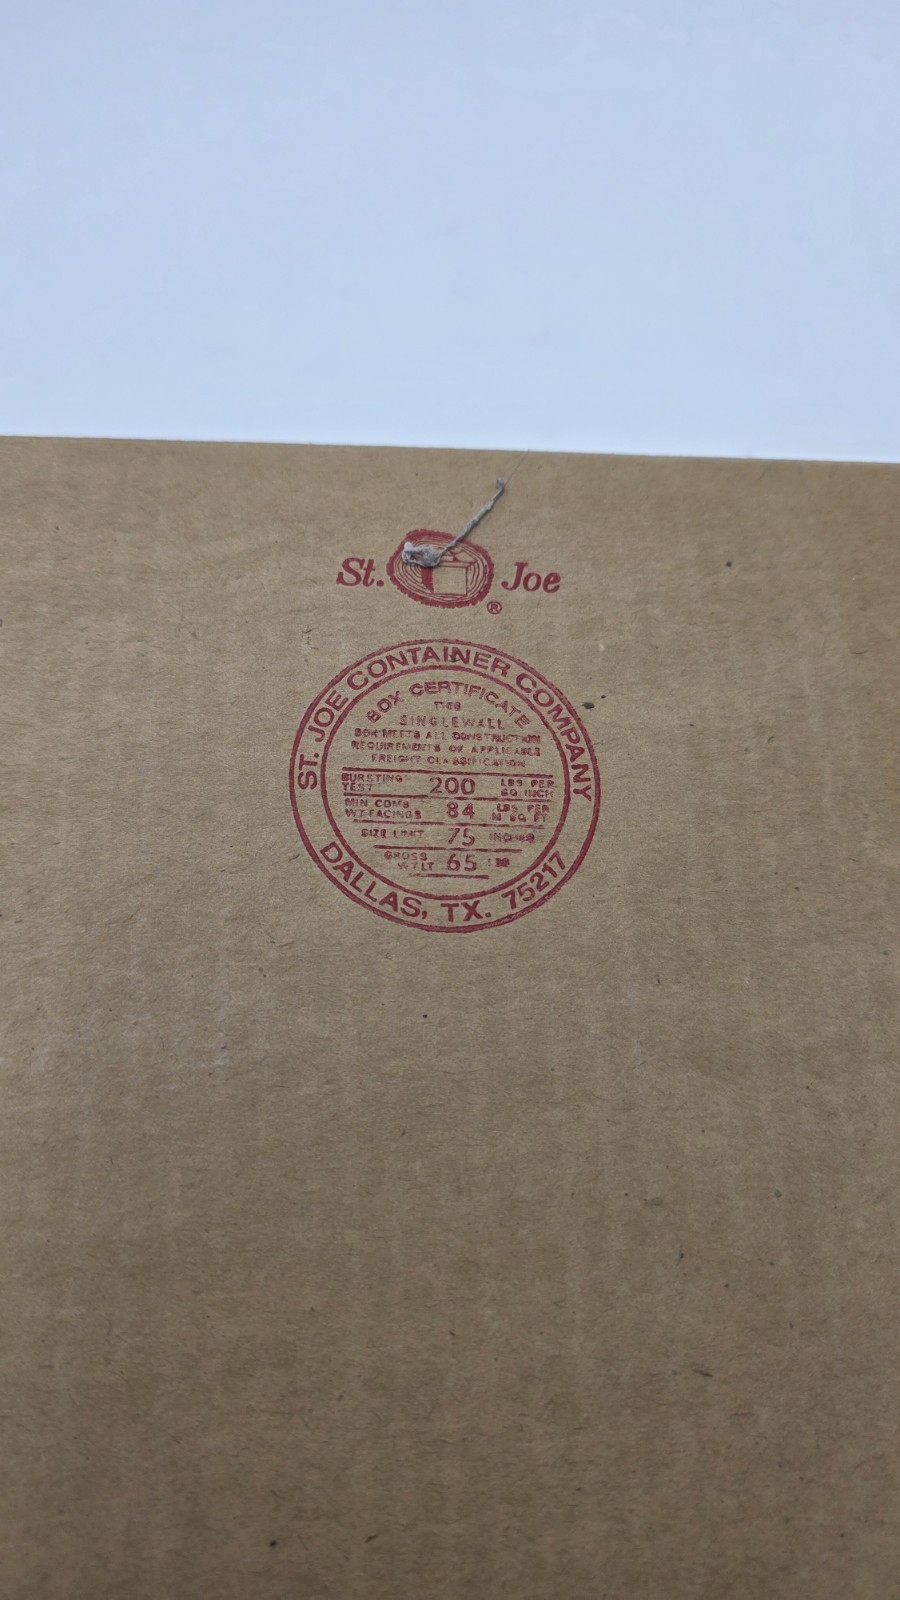 St. Joe
®
ST. JOE CONTAINER COMPANY
BOX CERTIFICATE
THIS
SINGLEWALL
BOX MEETS ALL CONSTRUCTION
REQUIREMENTS OF APPLICABLE
FREIGHT CLASSIFICATION
BURSTING TEST 200 LBS PER SQ INCH
MIN COMB WT FACINGS 84 LBS PER M SQ FT
SIZE LIMIT 75 INCHES
GROSS WT LT 65 LBS
DALLAS, TX. 75217